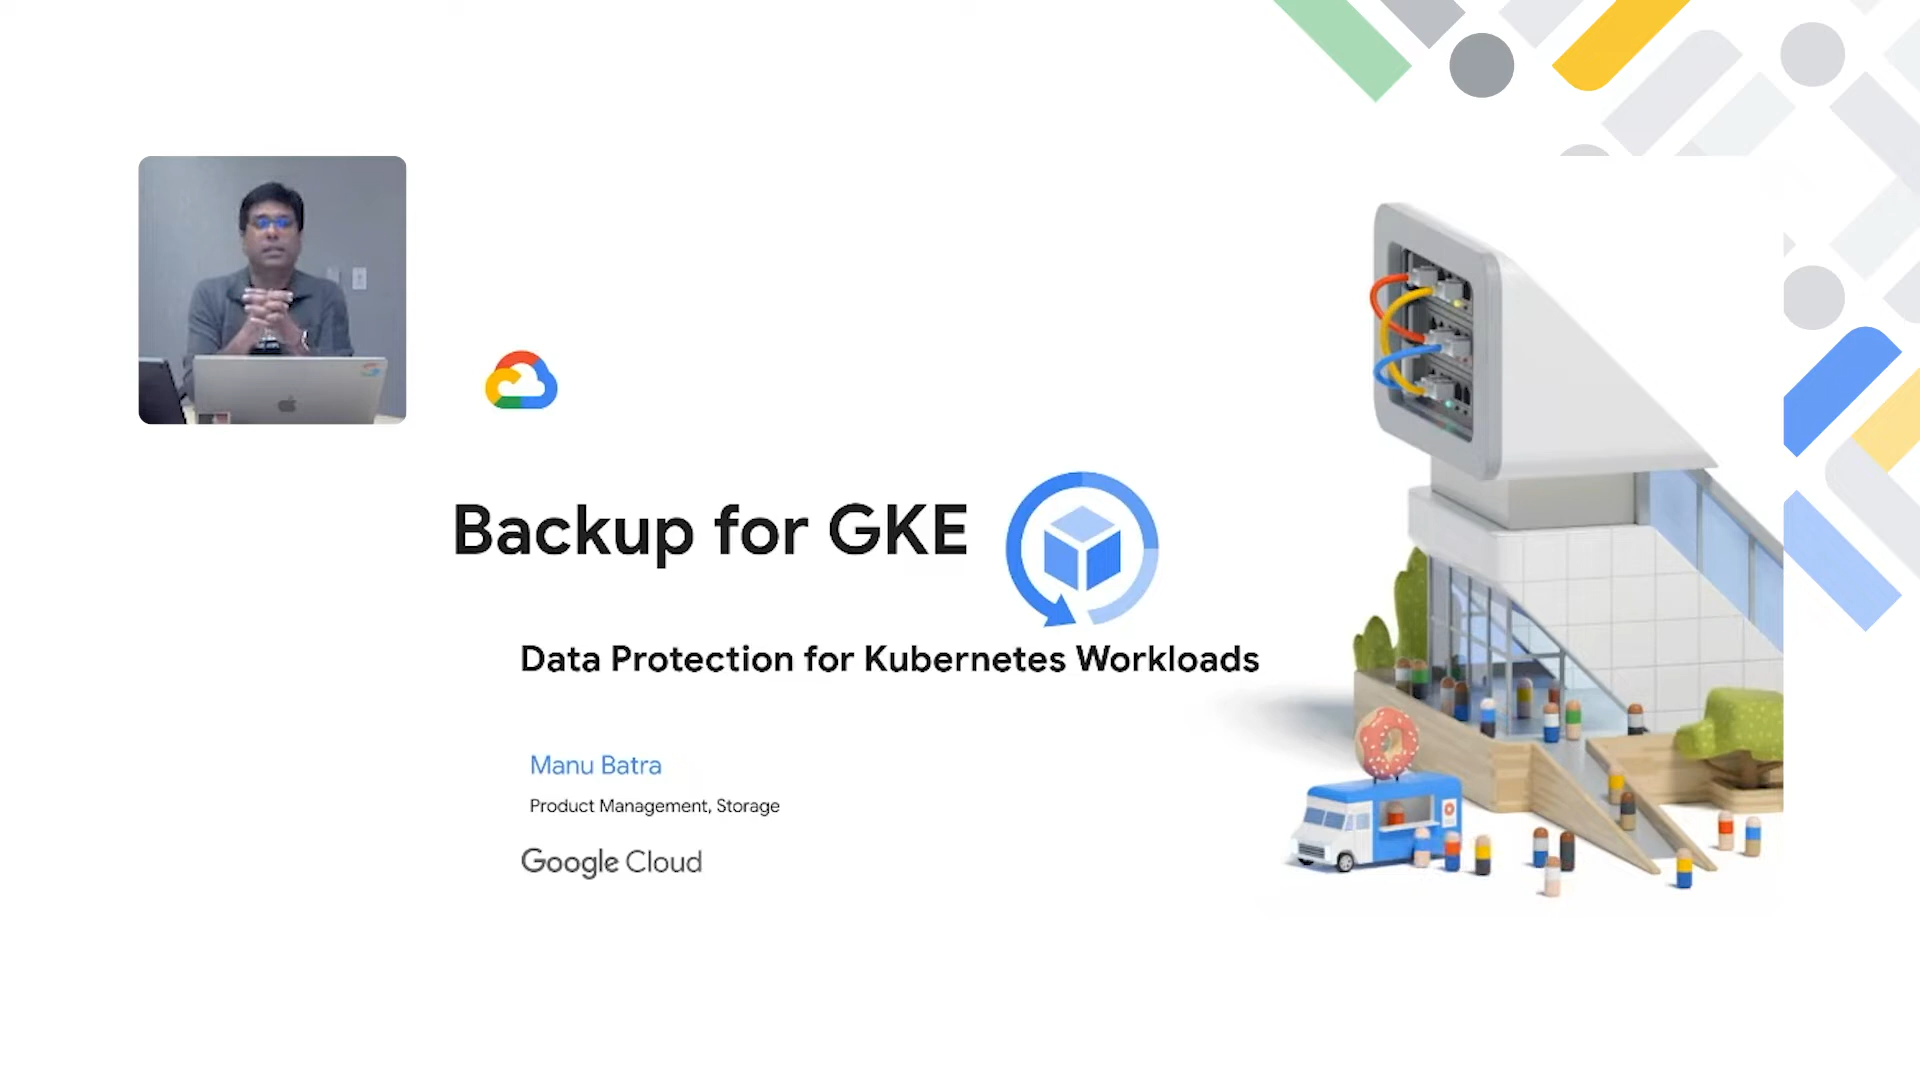 Backup for GKE
Data Protection for Kubernetes Workloads
Manu Batra
Product Management, Storage
Google Cloud